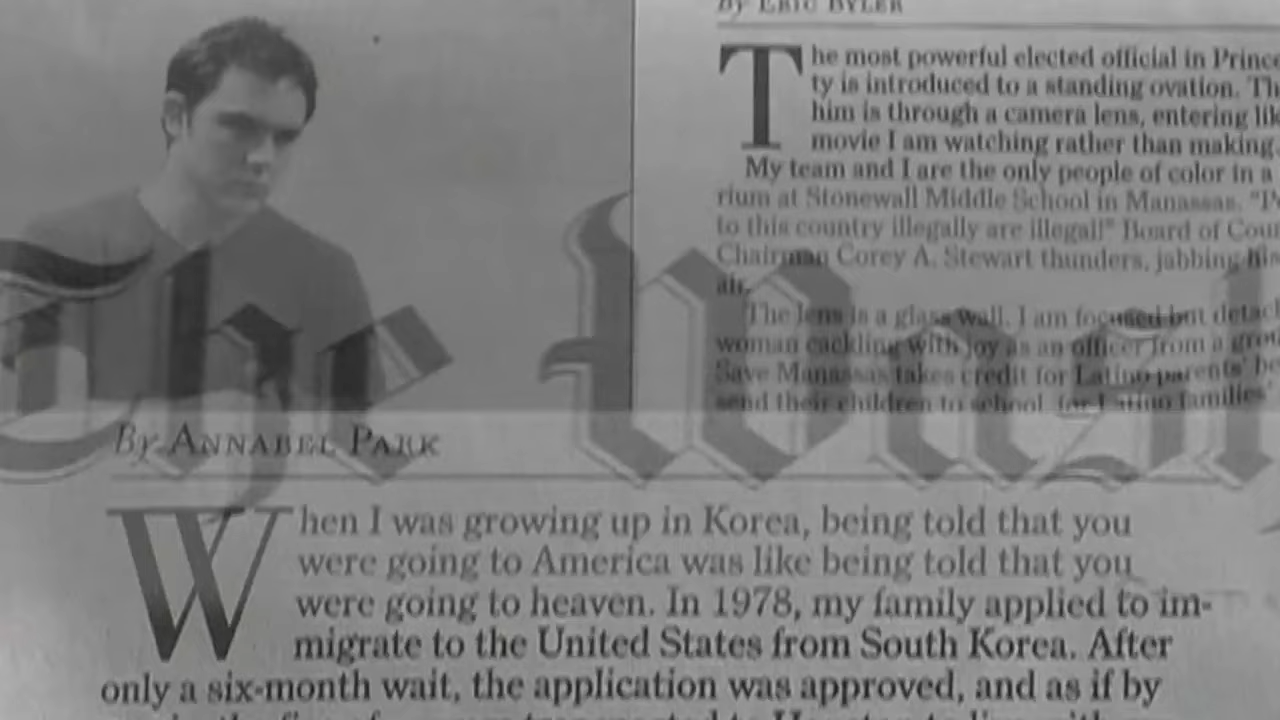 By ERIC BYLER
The most powerful elected official in Prince
ty is introduced to a standing ovation. Th
him is through a camera lens, entering lik
movie I am watching rather than making.
My team and I are the only people of color in a
rium at Stonewall Middle School in Manassas. "Pe
to this country illegally are illegal!" Board of Coun
Chairman Corey A. Stewart thunders, jabbing his
air.
The lens is a glass wall. I am focused but detach
woman cackling with joy as an officer from a grou
Save Manassas takes credit for Latino parents' be
send their children to school, for Latino families'
The Wa
By ANNABEL PARK
When I was growing up in Korea, being told that you
were going to America was like being told that you
were going to heaven. In 1978, my family applied to im-
migrate to the United States from South Korea. After
only a six-month wait, the application was approved, and as if by